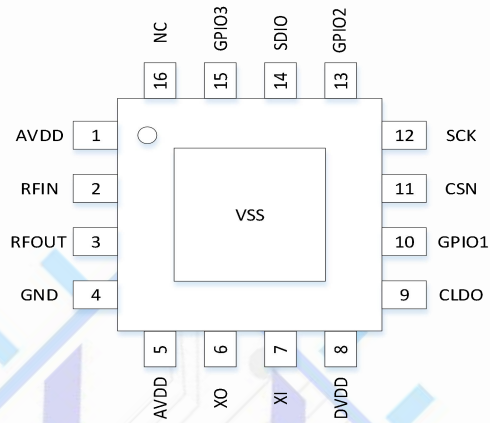 NC GPIO3 SDIO GPIO2
16 15 14 13
AVDD 1 12 SCK
RFIN 2 11 CSN
VSS
RFOUT 3 10 GPIO1
GND 4 9 CLDO
5 6 7 8
AVDD XO XI DVDD